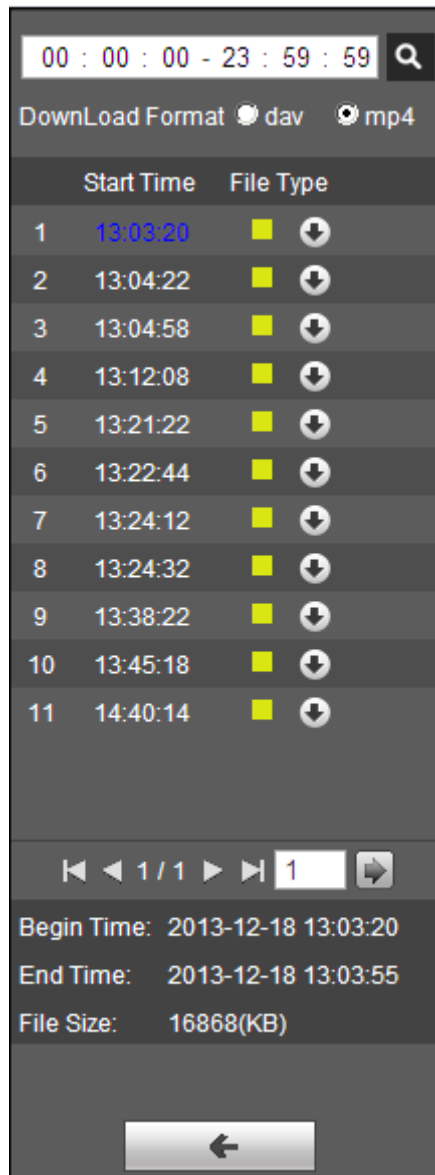 00 : 00 : 00 - 23 : 59 : 59
DownLoad Format dav mp4
Start Time File Type
1 13:03:20
2 13:04:22
3 13:04:58
4 13:12:08
5 13:21:22
6 13:22:44
7 13:24:12
8 13:24:32
9 13:38:22
10 13:45:18
11 14:40:14
1 / 1 1
Begin Time: 2013-12-18 13:03:20
End Time: 2013-12-18 13:03:55
File Size: 16868(KB)